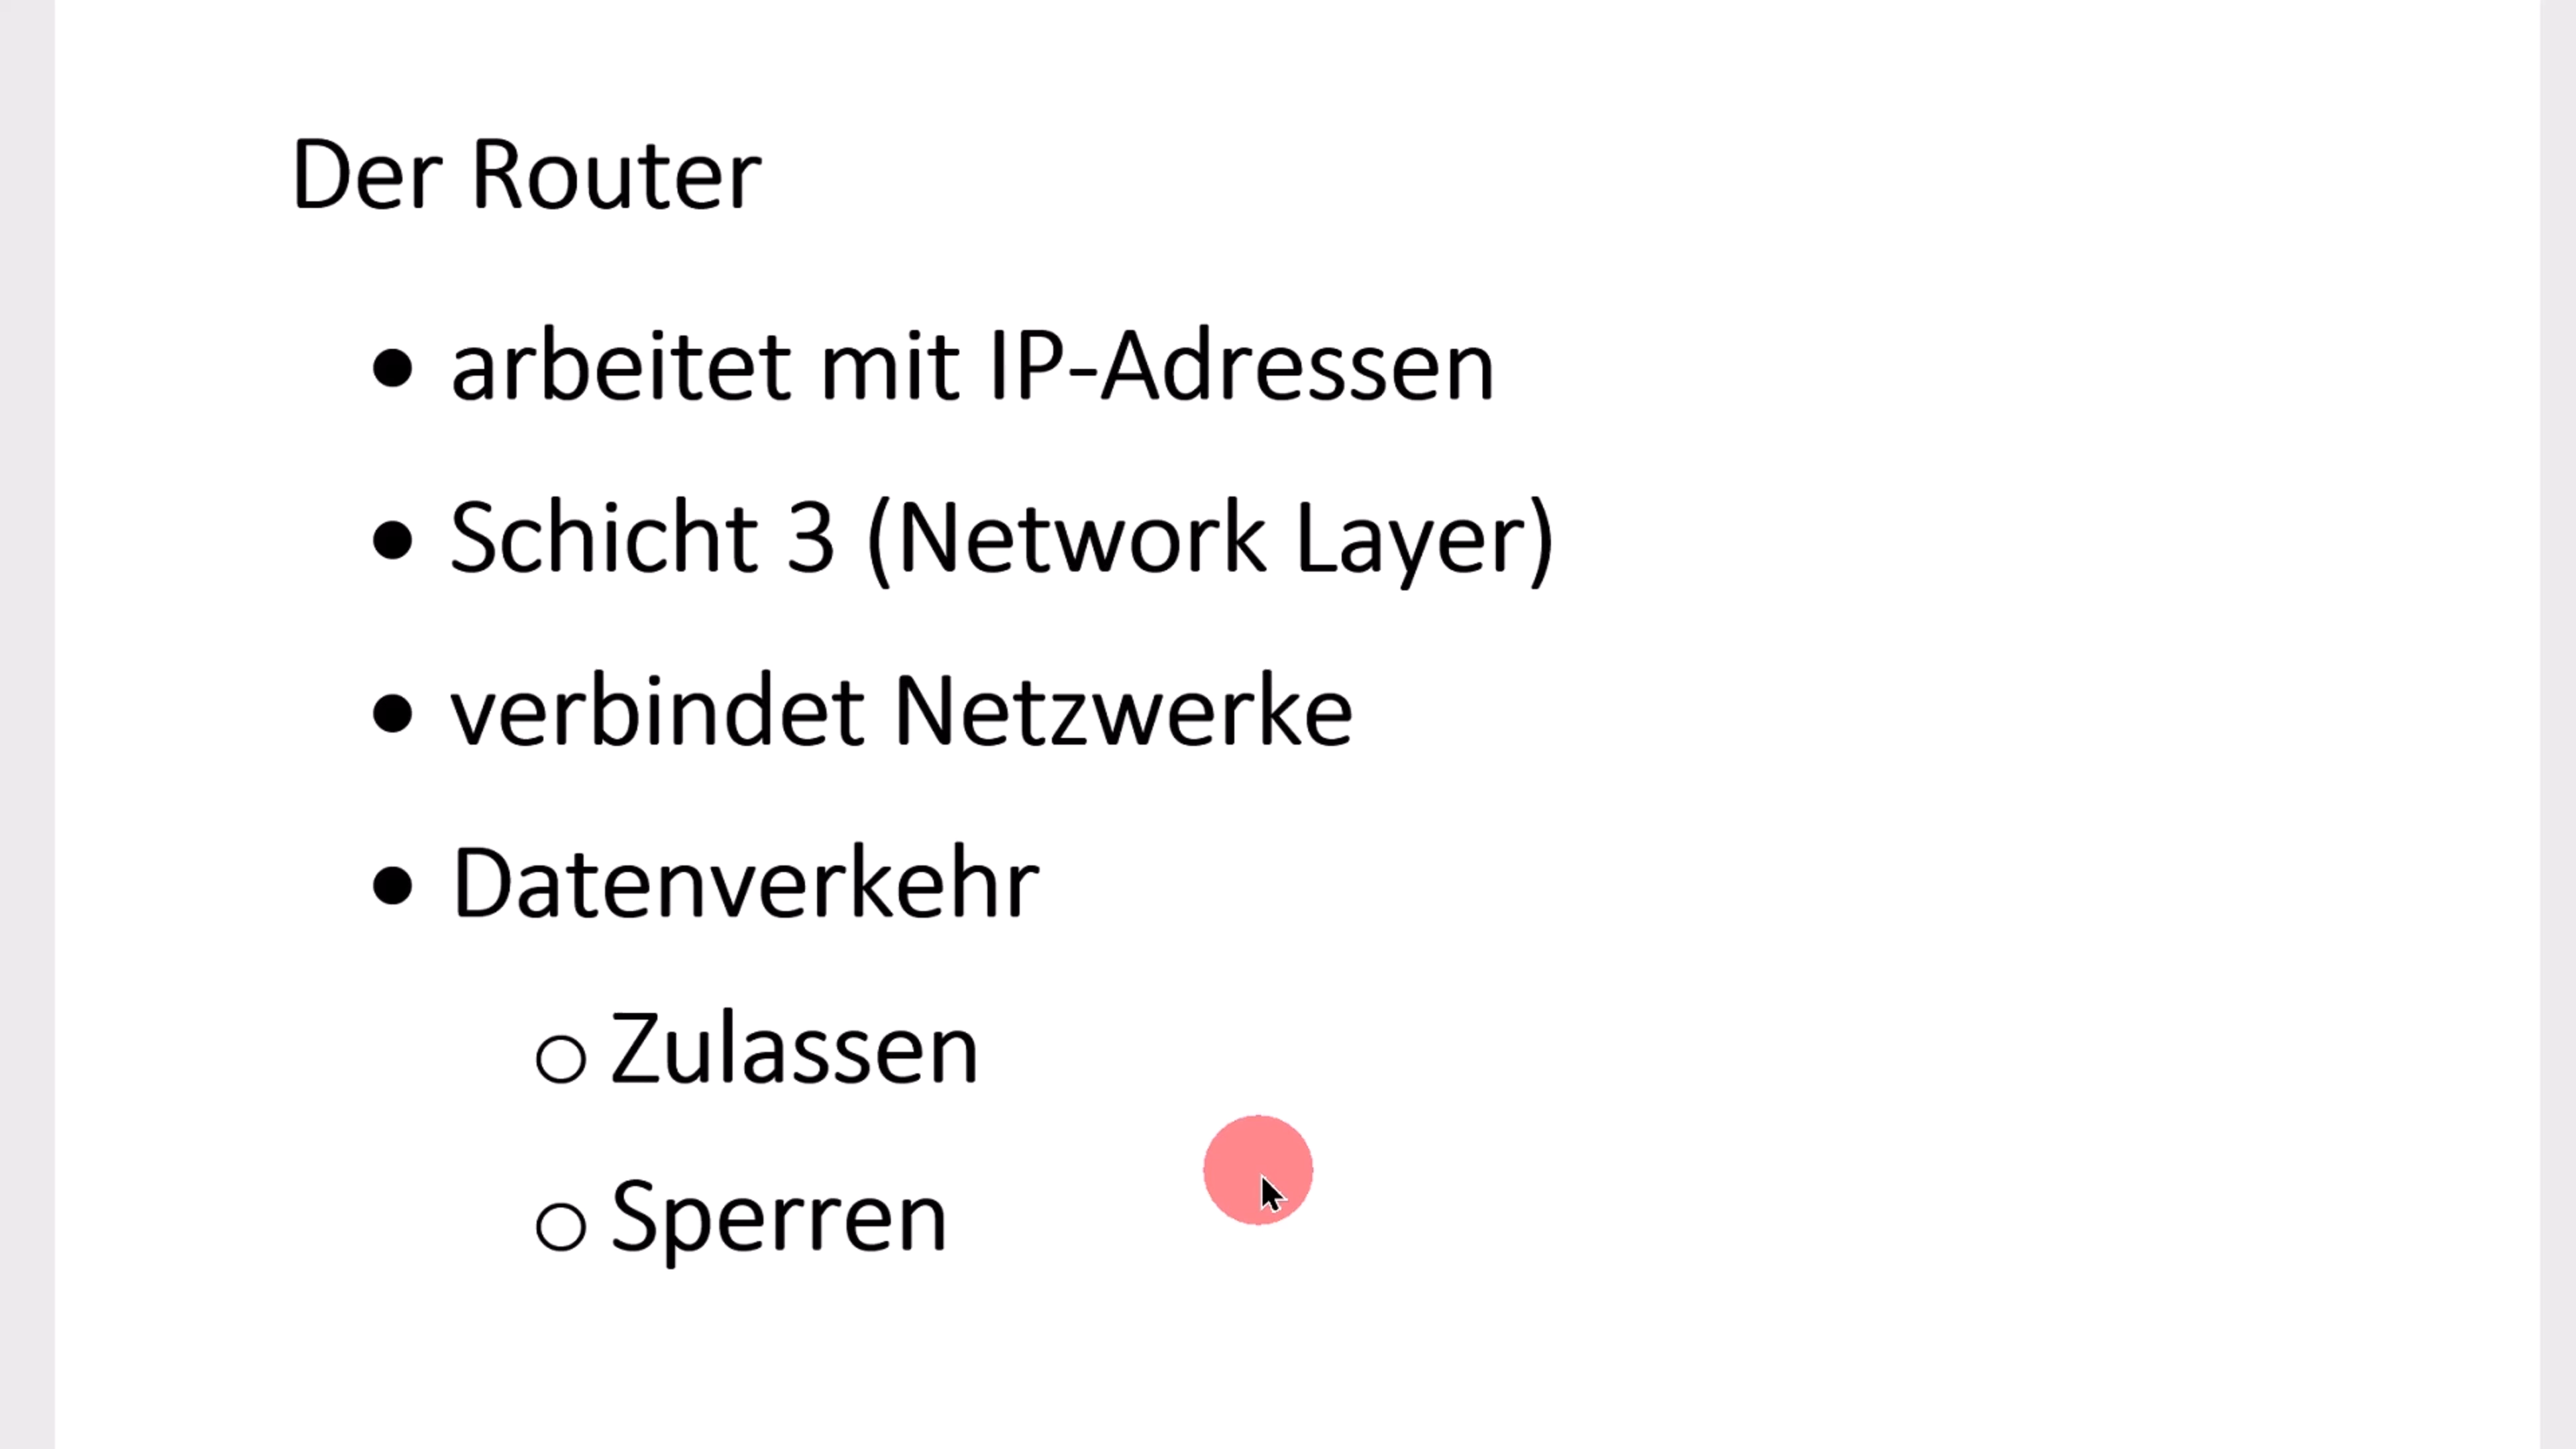 Der Router
• arbeitet mit IP-Adressen
• Schicht 3 (Network Layer)
• verbindet Netzwerke
• Datenverkehr
○ Zulassen
○ Sperren